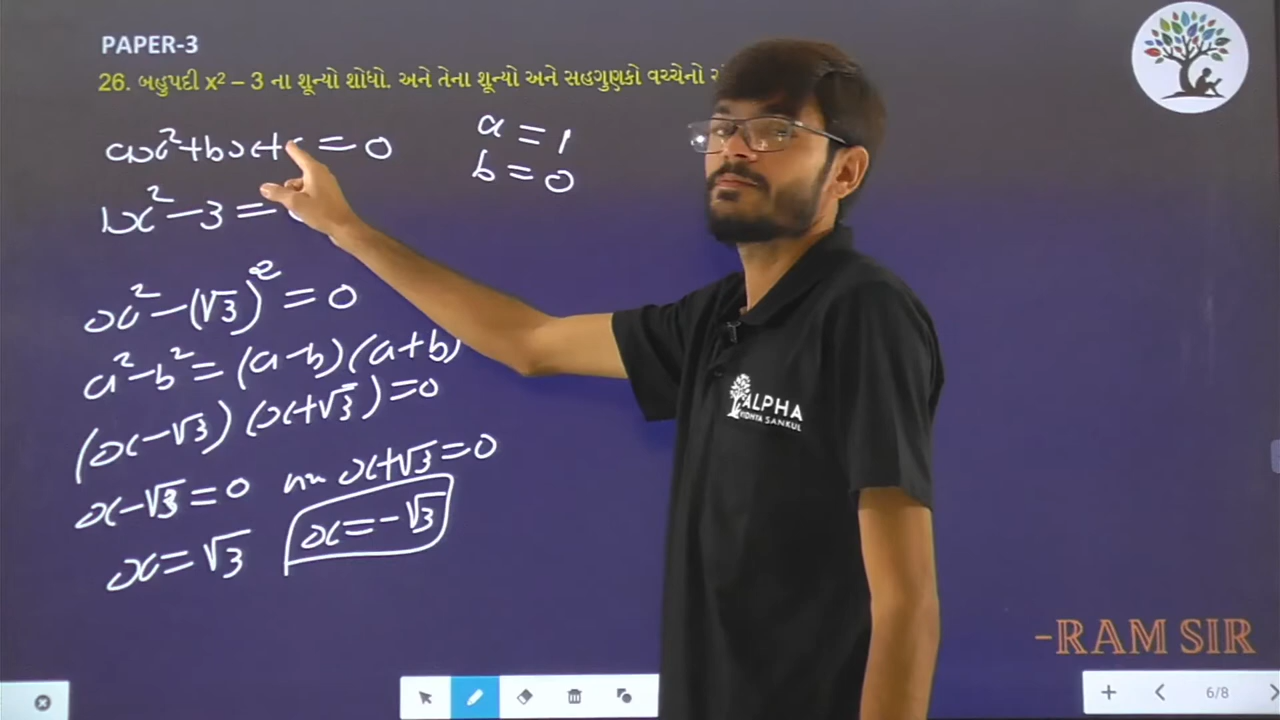 PAPER-3
26. બહુપદી x² – 3 ના શૂન્યો શોધો. અને તેના શૂન્યો અને સહગુણકો વચ્ચેનો
ax²+bx+c=0
a=1
b=0
1x²-3=0
x²-(√3)²=0
a²-b²=(a-b)(a+b)
(x-√3)(x+√3)=0
x-√3=0
x+√3=0
x=√3
x=-√3
ALPHA
VIDHYA SANKUL
-RAM SIR
6/8